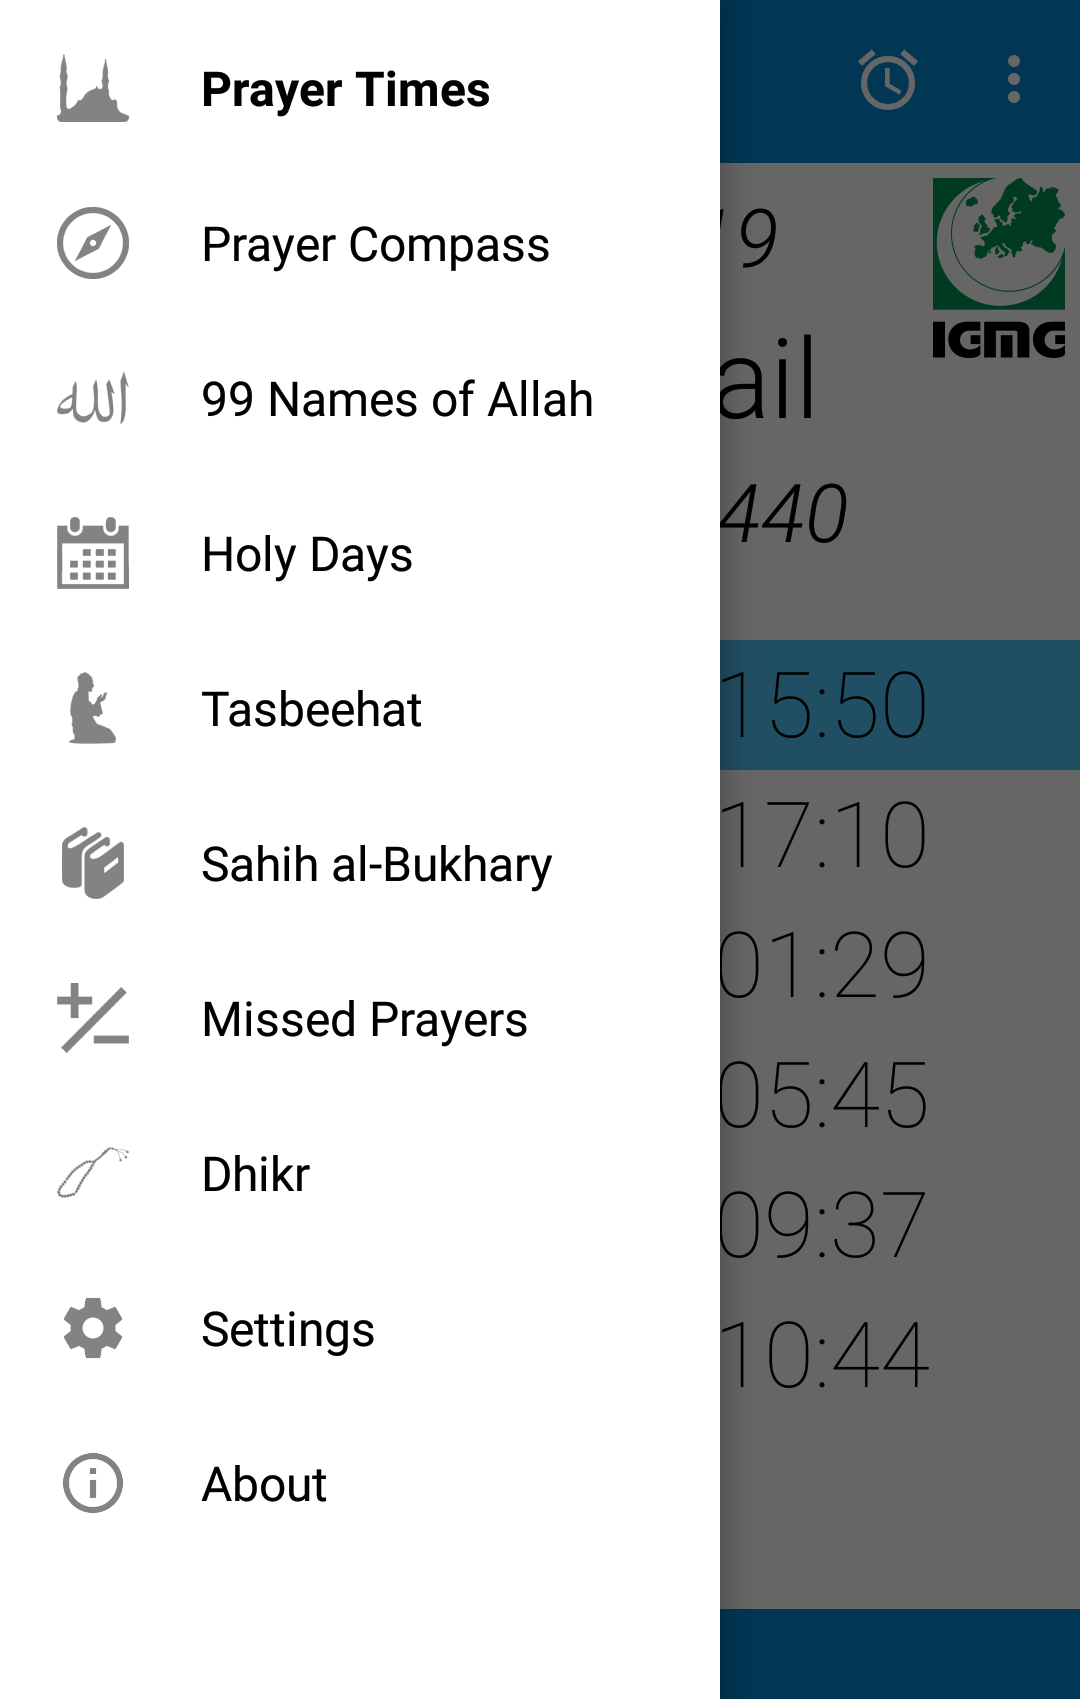 Prayer Times
Prayer Compass
99 Names of Allah
Holy Days
Tasbeehat
Sahih al-Bukhary
Missed Prayers
Dhikr
Settings
About
9
IGMG
ail
440
15:50
17:10
01:29
05:45
09:37
10:44